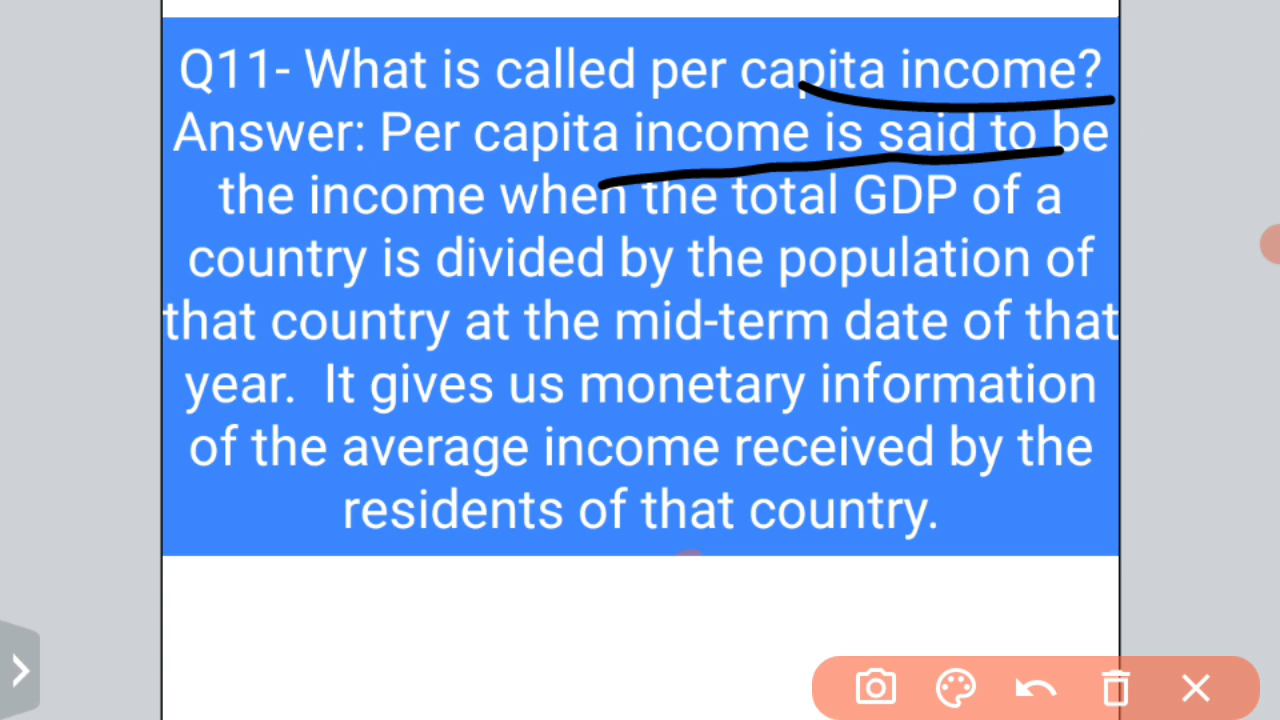 Q11- What is called per capita income?
Answer: Per capita income is said to be
the income when the total GDP of a
country is divided by the population of
that country at the mid-term date of that
year.  It gives us monetary information
of the average income received by the
residents of that country.